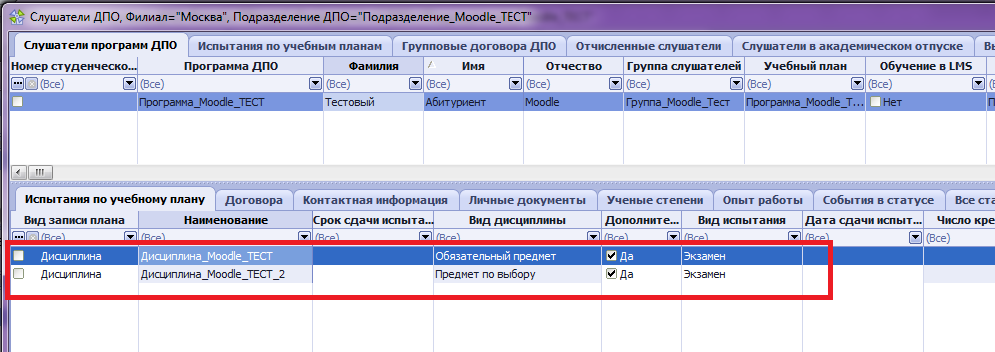 Слушатели ДПО, Филиал="Москва", Подразделение ДПО="Подразделение_Moodle_ТЕСТ"
Слушатели программ ДПО Испытания по учебным планам Групповые договора ДПО Отчисленные слушатели Слушатели в академическом отпуске Вы
Номер студенческо... Программа ДПО Фамилия Имя Отчество Группа слушателей Учебный план Обучение в LMS
(Все) (Все) (Все) (Все) (Все) (Все) (Все) (Все)
Программа_Moodle_ТЕСТ Тестовый Абитуриент Moodle Группа_Moodle_Тест Программа_Moodle_Т... Нет П
Испытания по учебному плану Договора Контактная информация Личные документы Ученые степени Опыт работы События в статусе Все ста
Вид записи плана Наименование Срок сдачи испыта... Вид дисциплины Дополните... Вид испытания Дата сдачи испыт... Число кре
(Все) (Все) (Все) (Все) (Все) (Все) (Все) (Все)
Дисциплина Дисциплина_Moodle_ТЕСТ Обязательный предмет Да Экзамен
Дисциплина Дисциплина_Moodle_ТЕСТ_2 Предмет по выбору Да Экзамен